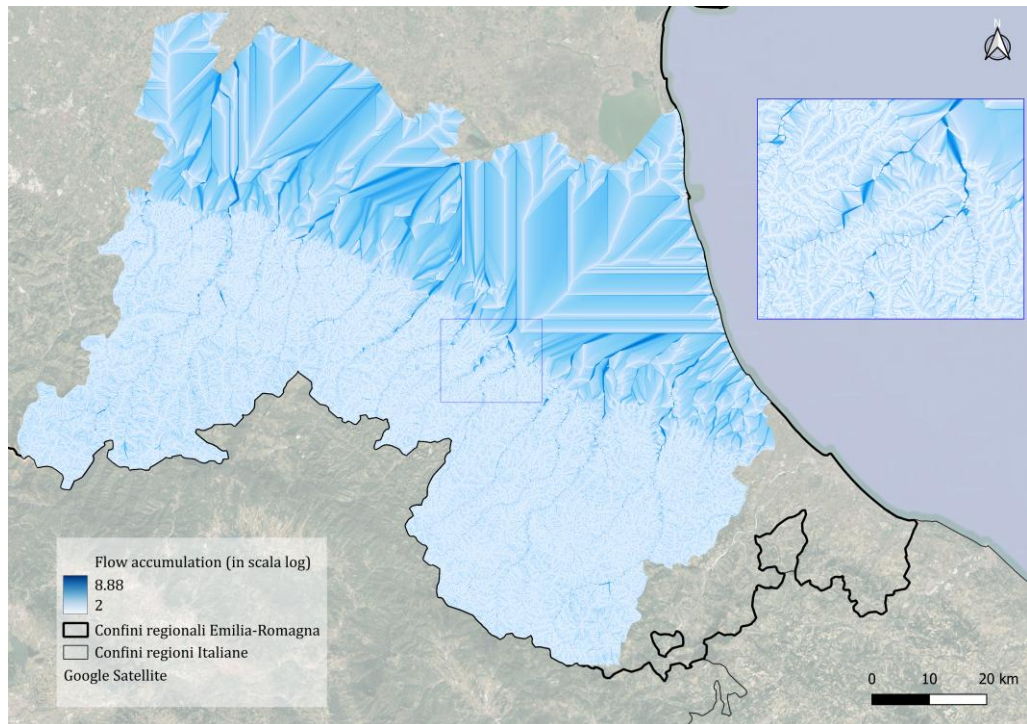 N
Flow accumulation (in scala log)
8.88
2
Confini regionali Emilia-Romagna
Confini regioni Italiane
Google Satellite
0 10 20 km